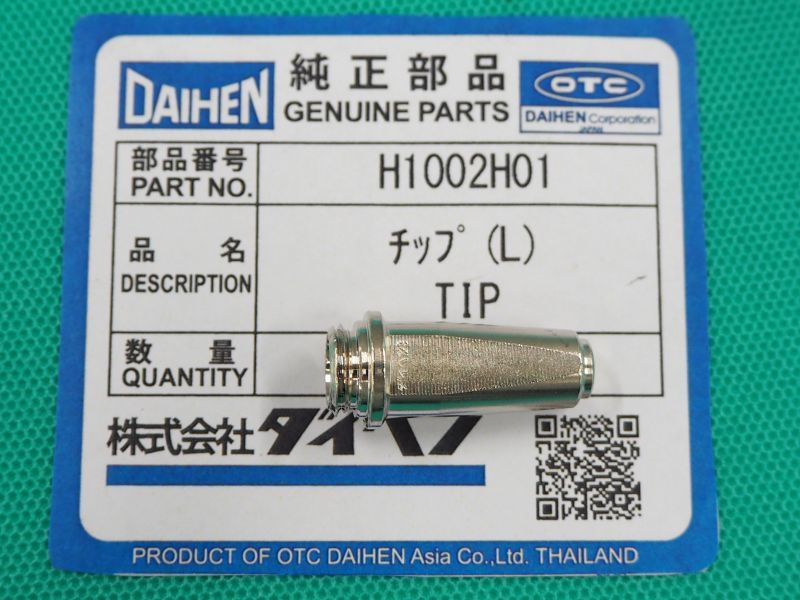 DAIHEN
純正部品
GENUINE PARTS
OTC
DAIHEN Corporation
部品番号
PART NO.
H1002H01
品 名
DESCRIPTION
ﾁｯﾌﾟ(L)
TIP
数 量
QUANTITY
株式会社ダイヘン
PRODUCT OF OTC DAIHEN Asia Co.,Ltd. THAILAND